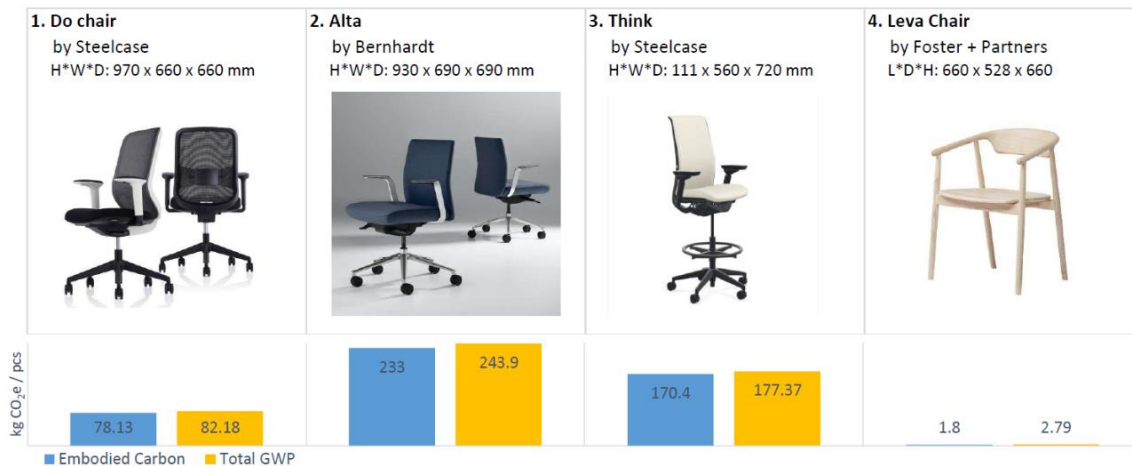 1. Do chair
by Steelcase
H*W*D: 970 x 660 x 660 mm
2. Alta
by Bernhardt
H*W*D: 930 x 690 x 690 mm
3. Think
by Steelcase
H*W*D: 111 x 560 x 720 mm
4. Leva Chair
by Foster + Partners
L*D*H: 660 x 528 x 660
kg CO₂e / pcs
78.13
82.18
233
243.9
170.4
177.37
1.8
2.79
Embodied Carbon
Total GWP